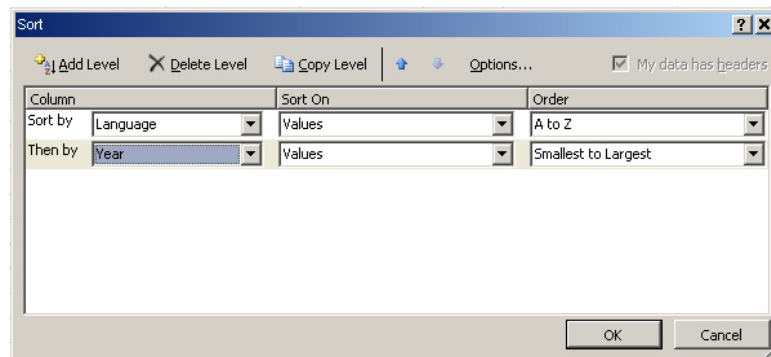 Sort
Add Level Delete Level Copy Level Options... My data has headers
Column Sort On Order
Sort by Language Values A to Z
Then by Year Values Smallest to Largest
OK Cancel